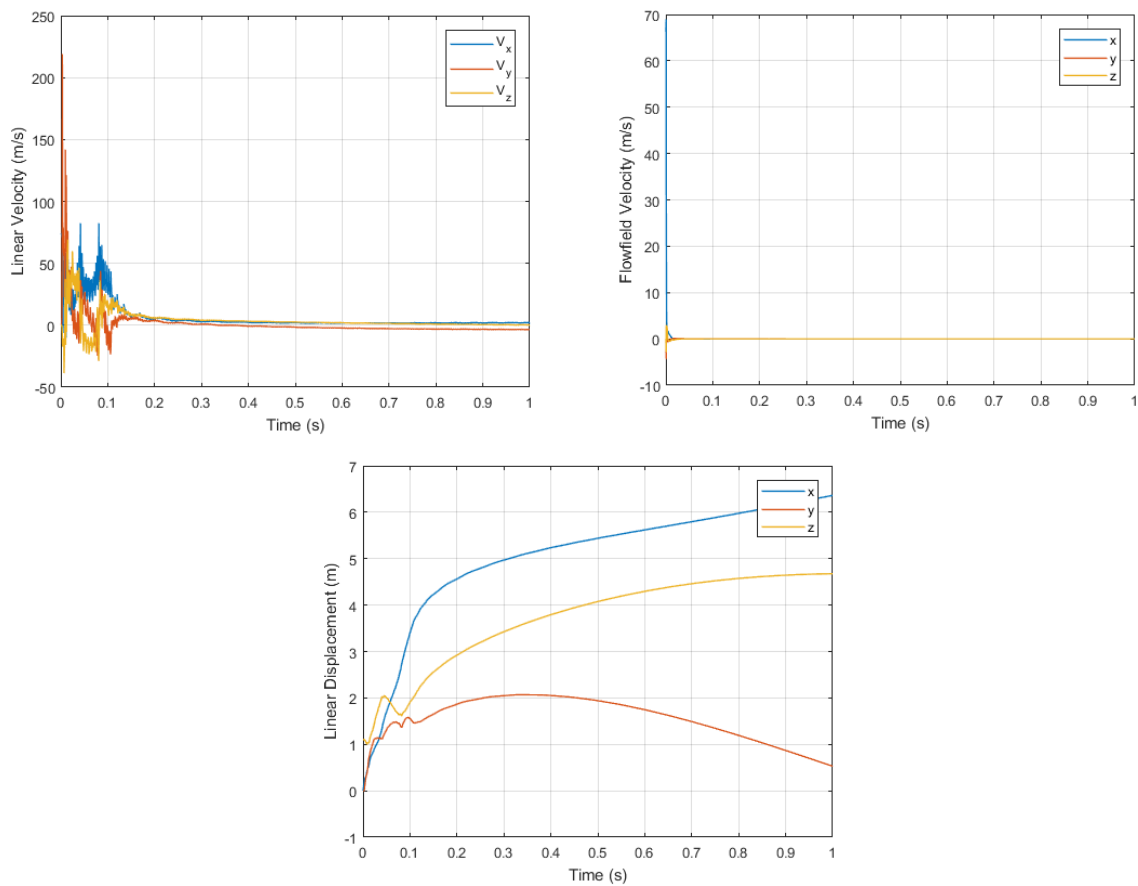 250
200
150
100
50
0
-50
Linear Velocity (m/s)
V_x
V_y
V_z
0 0.1 0.2 0.3 0.4 0.5 0.6 0.7 0.8 0.9 1
Time (s)
70
60
50
40
30
20
10
0
-10
Flowfield Velocity (m/s)
x
y
z
0 0.1 0.2 0.3 0.4 0.5 0.6 0.7 0.8 0.9 1
Time (s)
7
6
5
4
3
2
1
0
-1
Linear Displacement (m)
x
y
z
0 0.1 0.2 0.3 0.4 0.5 0.6 0.7 0.8 0.9 1
Time (s)